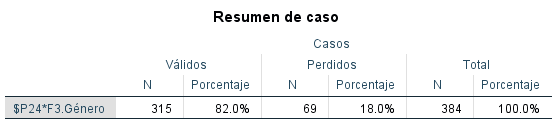 Resumen de caso
Casos
Válidos Perdidos Total
N Porcentaje N Porcentaje N Porcentaje
$P24*F3.Género 315 82.0% 69 18.0% 384 100.0%